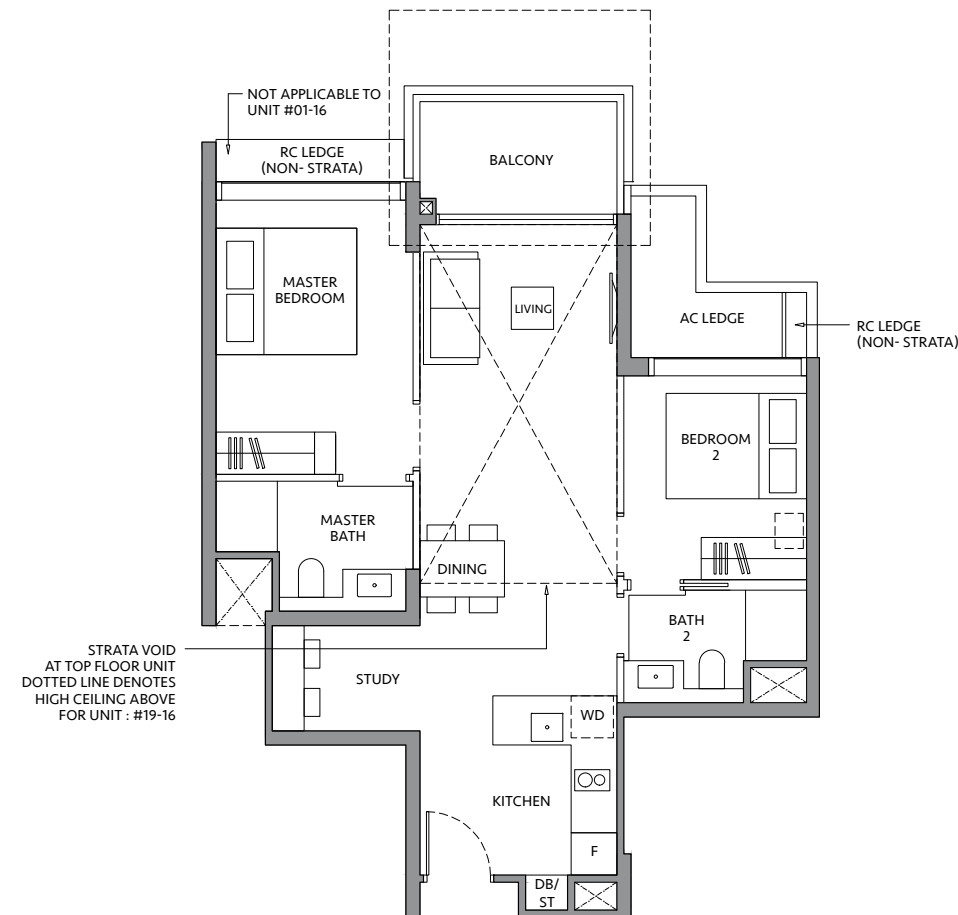 NOT APPLICABLE TO
UNIT #01-16
RC LEDGE
(NON- STRATA)
BALCONY
MASTER
BEDROOM
LIVING
AC LEDGE
RC LEDGE
(NON- STRATA)
BEDROOM
2
MASTER
BATH
DINING
BATH
2
STRATA VOID
AT TOP FLOOR UNIT
DOTTED LINE DENOTES
HIGH CEILING ABOVE
FOR UNIT : #19-16
STUDY
WD
KITCHEN
F
DB/
ST